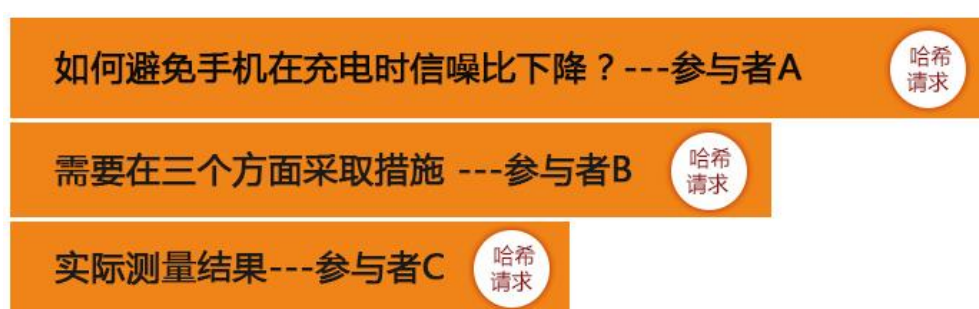 如何避免手机在充电时信噪比下降？---参与者A
哈希
请求
需要在三个方面采取措施 ---参与者B
哈希
请求
实际测量结果---参与者C
哈希
请求